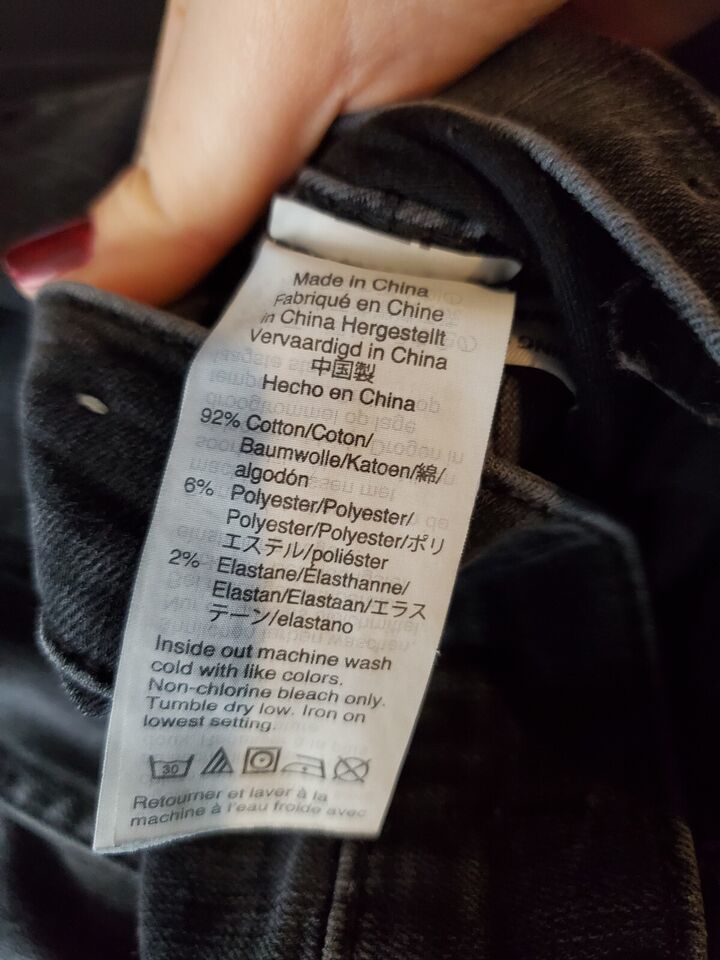 Made in China
Fabriqué en Chine
in China Hergestellt
Vervaardigd in China
中国製
Hecho en China
92% Cotton/Coton/
Baumwolle/Katoen/綿/
algodón
6% Polyester/Polyester/
Polyester/Polyester/ポリ
エステル/poliéster
2% Elastane/Élasthanne/
Elastan/Elastaan/エラス
テーン/elastano
Inside out machine wash
cold with like colors.
Non-chlorine bleach only.
Tumble dry low. Iron on
lowest setting.
30
Retourner et laver à la
machine à l'eau froide avec